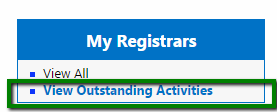 My Registrars
View All
View Outstanding Activities